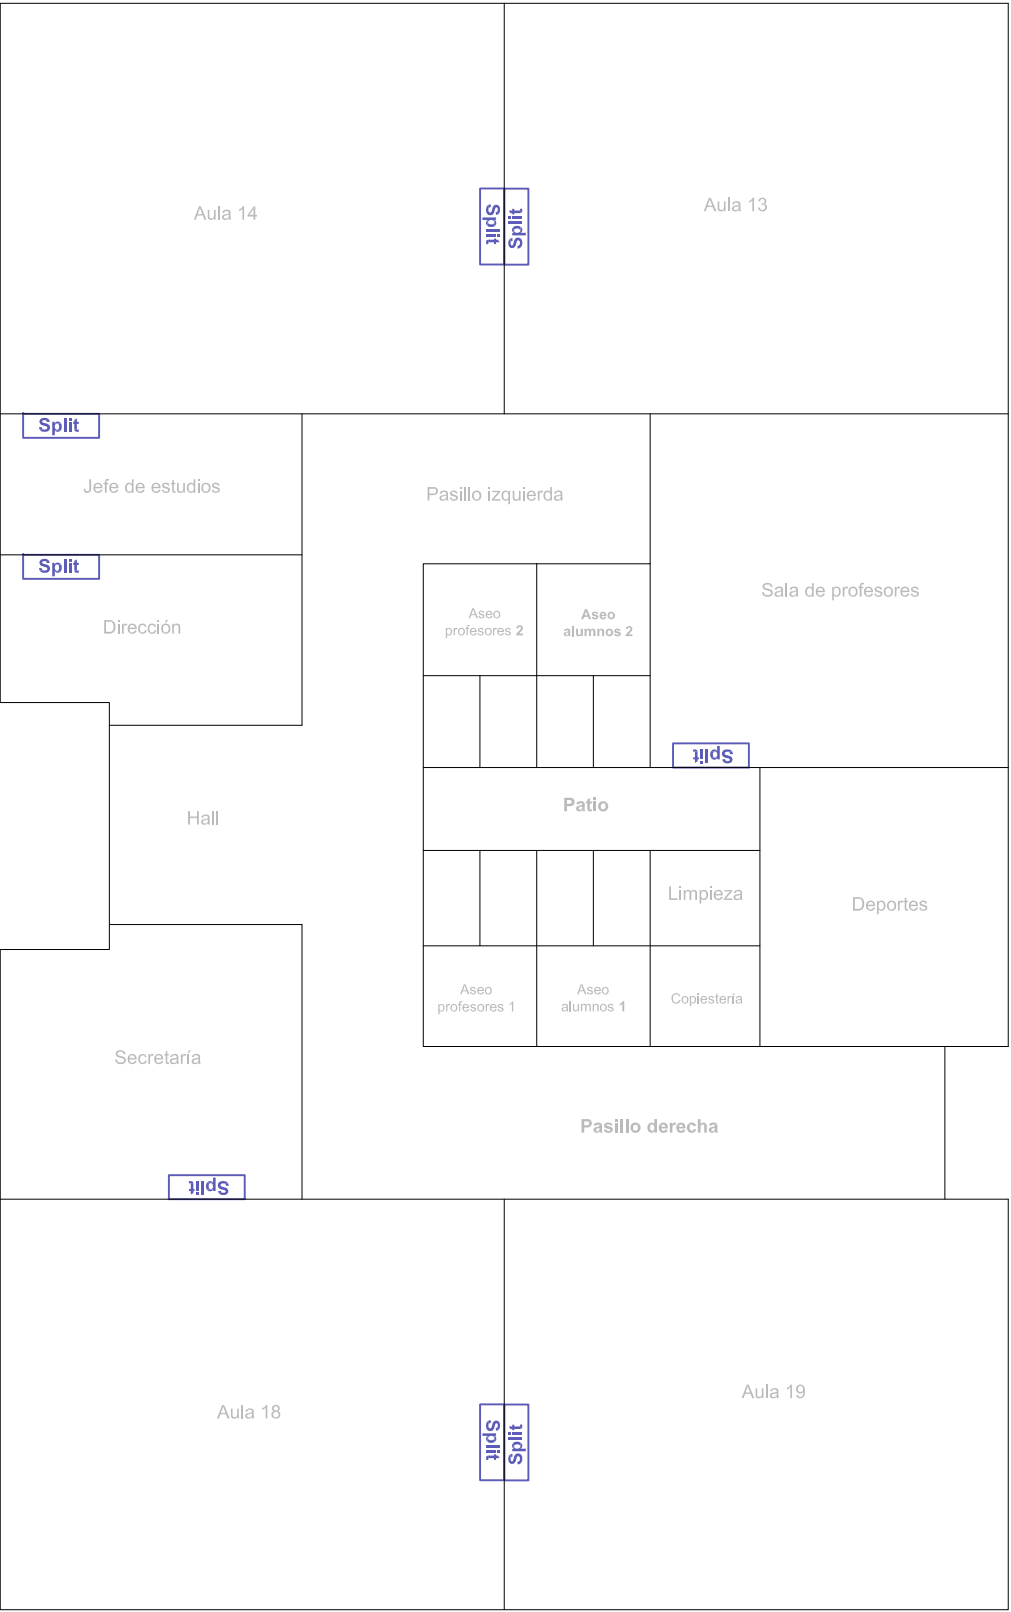 Aula 14
Aula 13
Split
Split
Split
Jefe de estudios
Pasillo izquierda
Split
Sala de profesores
Dirección
Aseo
profesores 2
Aseo
alumnos 2
Split
Patio
Hall
Limpieza
Deportes
Aseo
profesores 1
Aseo
alumnos 1
Copiestería
Secretaría
Pasillo derecha
Split
Aula 18
Aula 19
Split
Split